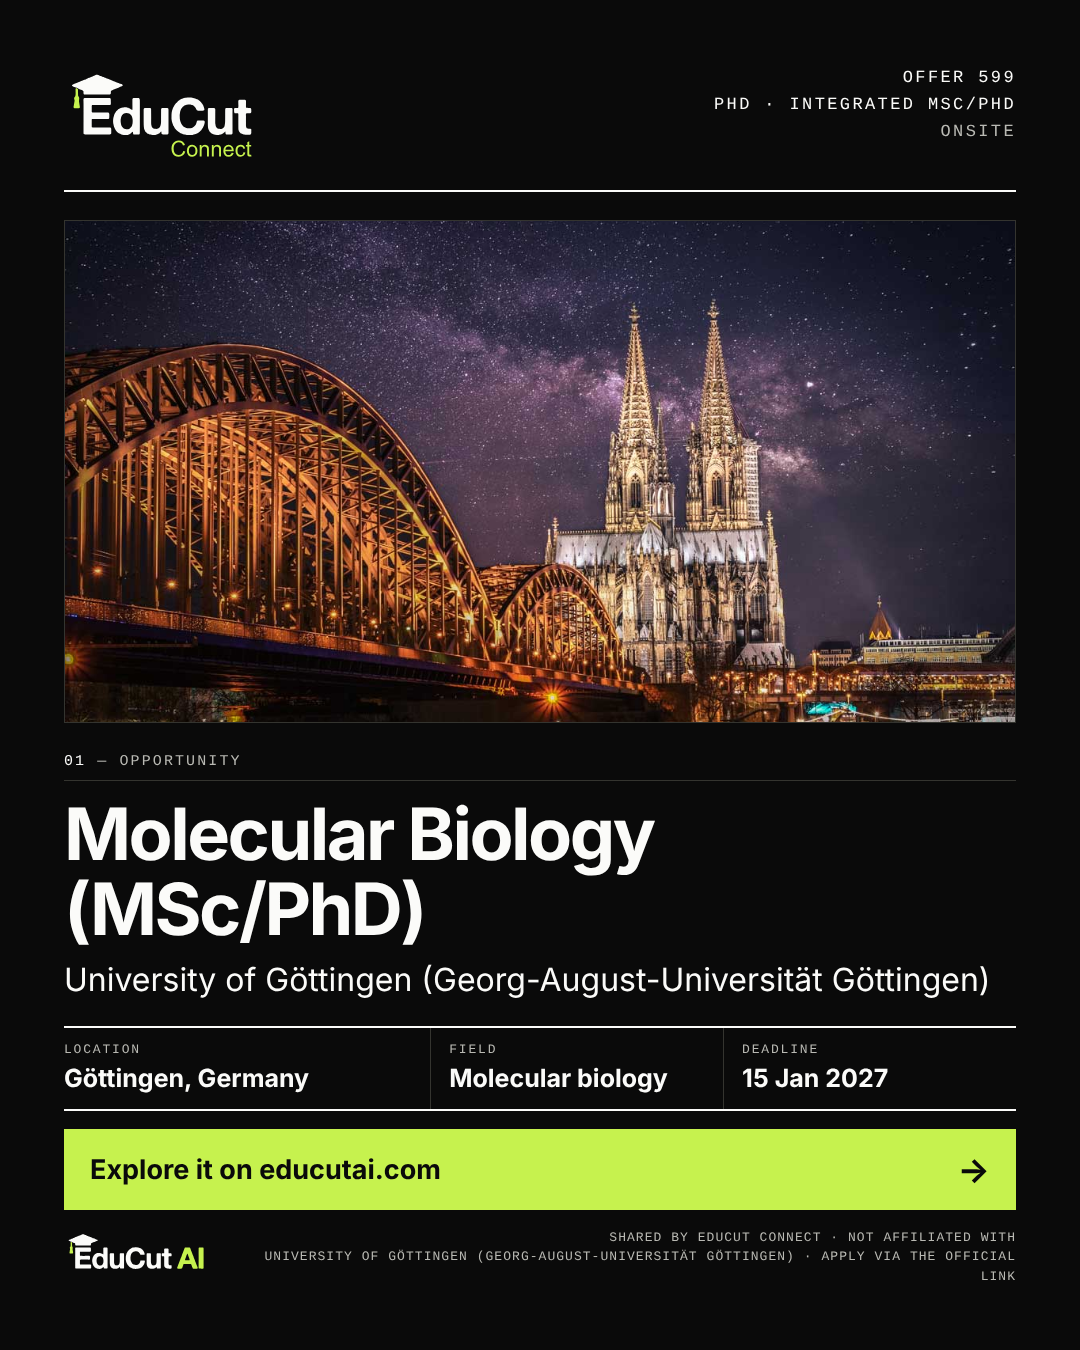 EduCut
Connect
OFFER 599
PHD · INTEGRATED MSC/PHD
ONSITE
01 — OPPORTUNITY
Molecular Biology
(MSc/PhD)
University of Göttingen (Georg-August-Universität Göttingen)
LOCATION
Göttingen, Germany
FIELD
Molecular biology
DEADLINE
15 Jan 2027
Explore it on educutai.com →
EduCut AI
SHARED BY EDUCUT CONNECT · NOT AFFILIATED WITH
UNIVERSITY OF GÖTTINGEN (GEORG-AUGUST-UNIVERSITÄT GÖTTINGEN) · APPLY VIA THE OFFICIAL
LINK